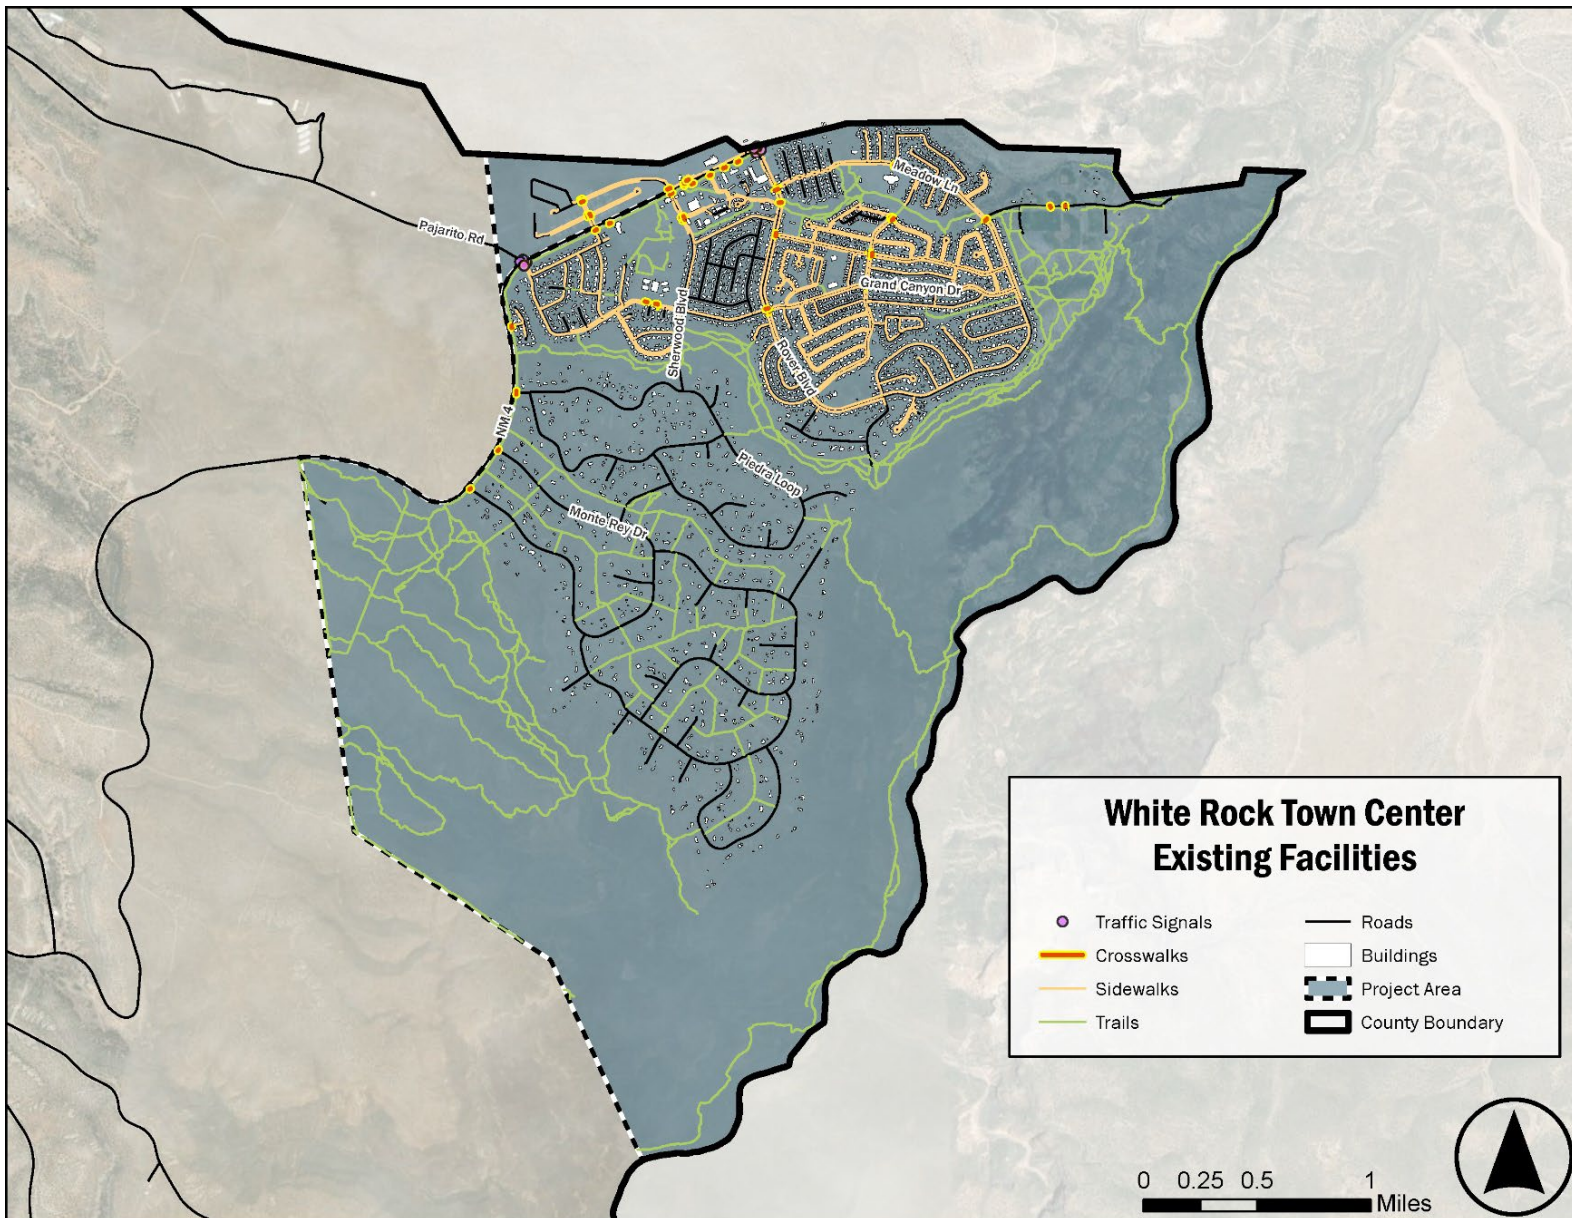 Meadow Ln
Pajarito Rd
Grand Canyon Dr
Sherwood Blvd
Rover Blvd
NM 4
Piedra Loop
Monte Rey Dr
White Rock Town Center
Existing Facilities
Traffic Signals
Roads
Crosswalks
Buildings
Sidewalks
Project Area
Trails
County Boundary
0 0.25 0.5 1
Miles